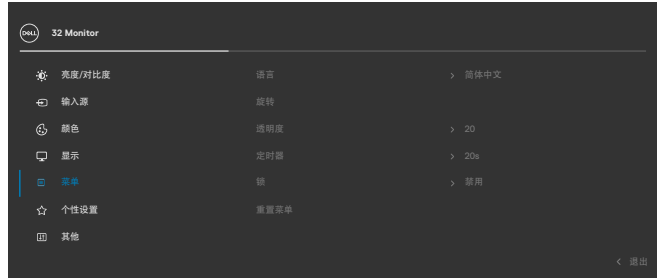 DELL 32 Monitor
亮度/对比度 语言 > 简体中文
输入源 旋转
颜色 透明度 > 20
显示 定时器 > 20s
菜单 锁 > 禁用
个性设置 重置菜单
其他
< 退出